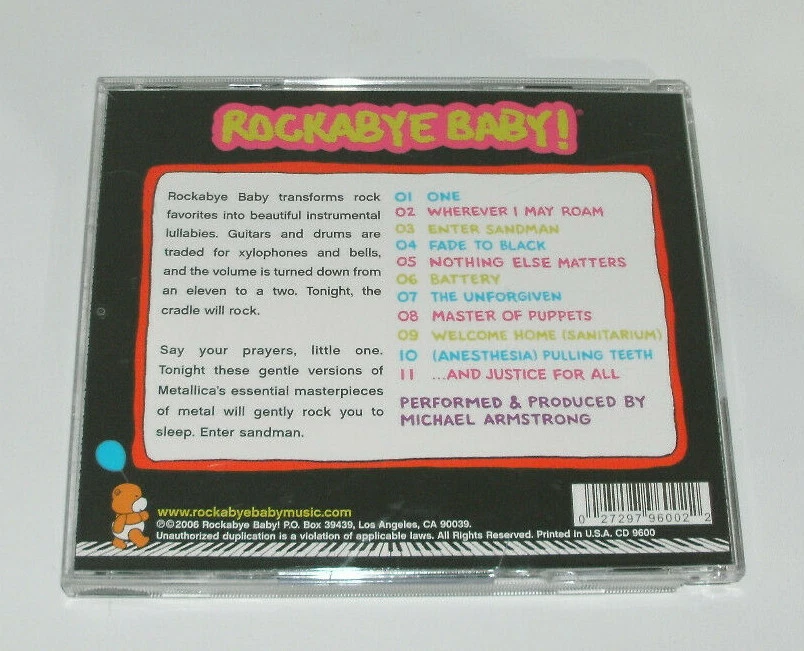 ROCKABYE BABY!
Rockabye Baby transforms rock
favorites into beautiful instrumental
lullabies. Guitars and drums are
traded for xylophones and bells,
and the volume is turned down from
an eleven to a two. Tonight, the
cradle will rock.
Say your prayers, little one.
Tonight these gentle versions of
Metallica's essential masterpieces
of metal will gently rock you to
sleep. Enter sandman.
01 ONE
02 WHEREVER I MAY ROAM
03 ENTER SANDMAN
04 FADE TO BLACK
05 NOTHING ELSE MATTERS
06 BATTERY
07 THE UNFORGIVEN
08 MASTER OF PUPPETS
09 WELCOME HOME (SANITARIUM)
10 (ANESTHESIA) PULLING TEETH
11 ...AND JUSTICE FOR ALL
PERFORMED & PRODUCED BY
MICHAEL ARMSTRONG
www.rockabyebabymusic.com
℗©2006 Rockabye Baby! P.O. Box 39439, Los Angeles, CA 90039.
Unauthorized duplication is a violation of applicable laws. All Rights Reserved. Printed in U.S.A. CD 9600
0 27297 96002 2